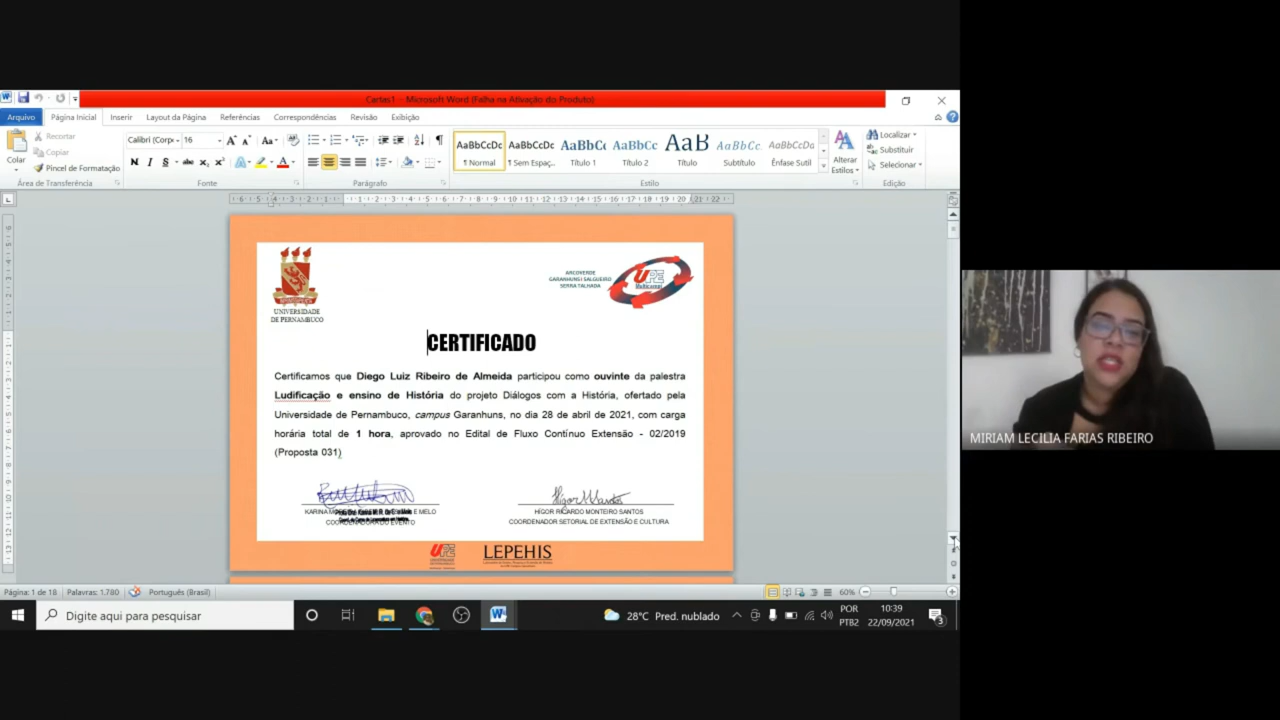 Cartas1 - Microsoft Word (Falha na Ativação do Produto)
Arquivo Página Inicial Inserir Layout da Página Referências Correspondências Revisão Exibição
Colar
Recortar
Copiar
Pincel de Formatação
Área de Transferência
Calibri (Corp 16
Fonte
Parágrafo
AaBbCcDc AaBbCcDc AaBbC AaBbCc AaB AaBbCc. AaBbCcDc
¶ Normal ¶ Sem Espaç... Título 1 Título 2 Título Subtítulo Ênfase Sutil
Estilo
Alterar
Estilos
Localizar
Substituir
Selecionar
Edição
UNIVERSIDADE
DE PERNAMBUCO
ARCOVERDE
GARANHUNS I SALGUEIRO
SERRA TALHADA
UPE
Multicampi
CERTIFICADO
Certificamos que Diego Luiz Ribeiro de Almeida participou como ouvinte da palestra
Ludificação e ensino de História do projeto Diálogos com a História, ofertado pela
Universidade de Pernambuco, campus Garanhuns, no dia 28 de abril de 2021, com carga
horária total de 1 hora, aprovado no Edital de Fluxo Contínuo Extensão - 02/2019
(Proposta 031)
HÍGOR RICARDO MONTEIRO SANTOS
COORDENADOR SETORIAL DE EXTENSÃO E CULTURA
UPE
LEPEHIS
Página: 1 de 18 Palavras: 1.780 Português (Brasil) 60%
Digite aqui para pesquisar
28°C Pred. nublado
POR
PTB2
10:39
22/09/2021
3
MIRIAM LECILIA FARIAS RIBEIRO